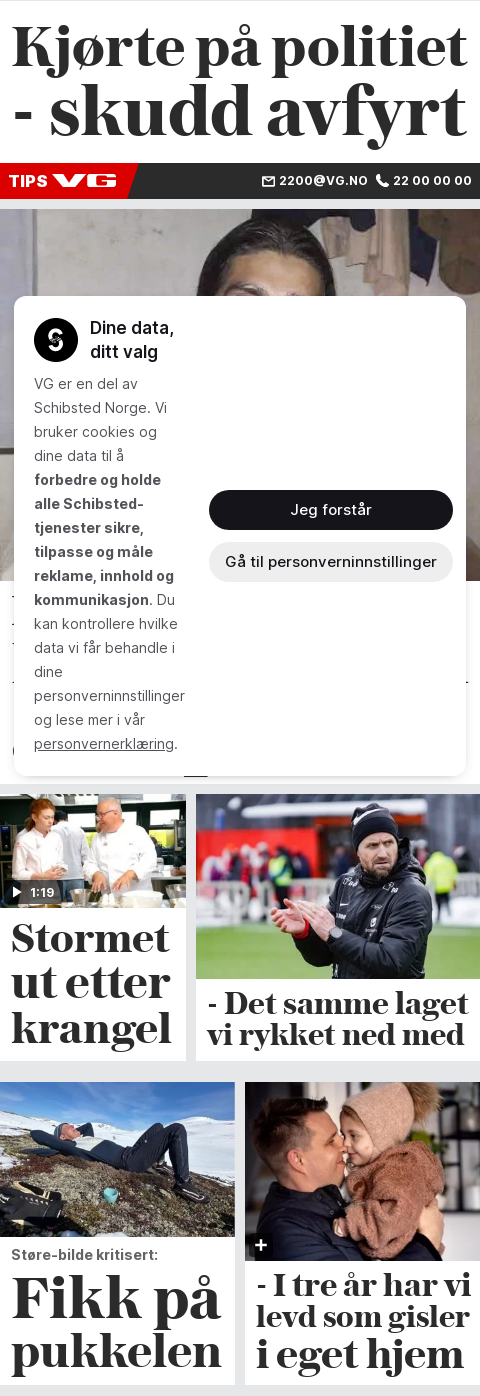 Kjørte på politiet
- skudd avfyrt
TIPS VG
2200@VG.NO 22 00 00 00
Dine data,
ditt valg
VG er en del av
Schibsted Norge. Vi
bruker cookies og
dine data til å
forbedre og holde
alle Schibsted-
tjenester sikre,
tilpasse og måle
reklame, innhold og
kommunikasjon. Du
kan kontrollere hvilke
data vi får behandle i
dine
personverninnstillinger
og lese mer i vår
personvernerklæring.
Jeg forstår
Gå til personverninnstillinger
1:19
Stormet
ut etter
krangel
- Det samme laget
vi rykket ned med
Støre-bilde kritisert:
Fikk på
pukkelen
- I tre år har vi
levd som gisler
i eget hjem